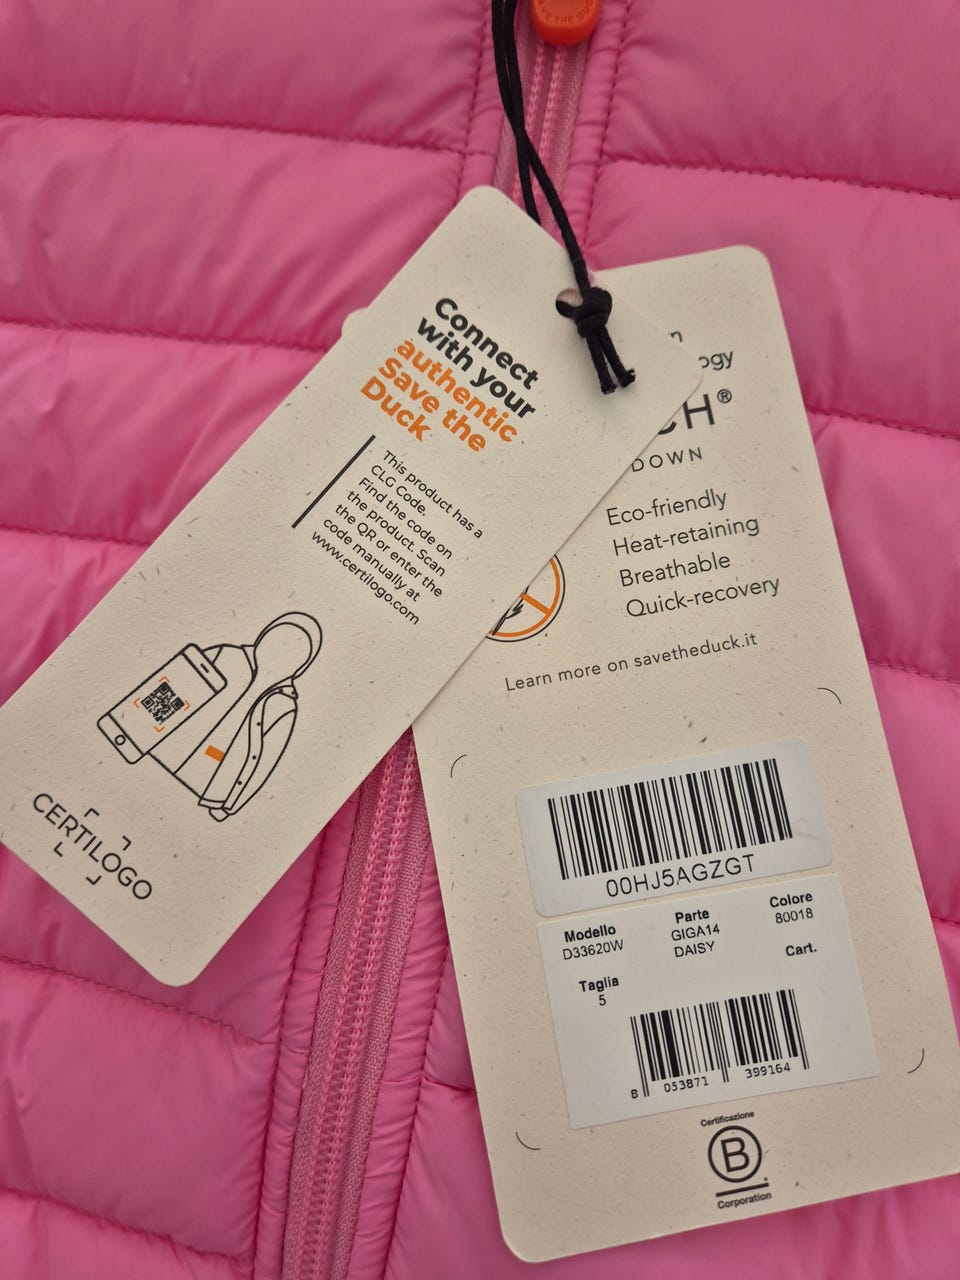 SAVE THE DUCK
Connect
with your
authentic
Save the
Duck
This product has a
CLG Code.
Find the code on
the product. Scan
the QR or enter the
code manually at
www.certilogo.com
CERTILOGO
H®
DOWN
Eco-friendly
Heat-retaining
Breathable
Quick-recovery
Learn more on savetheduck.it
00HJ5AGZGT
Modello Parte Colore
D33620W GIGA14 80018
DAISY Cart.
Taglia
5
8 053871 399164
Certificazione
B
Corporation